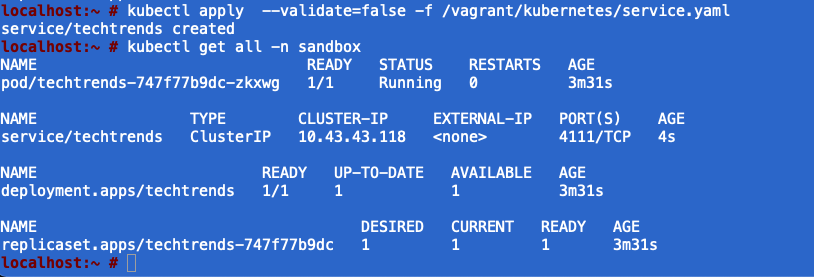 localhost:~ # kubectl apply  --validate=false -f /vagrant/kubernetes/service.yaml
service/techtrends created
localhost:~ # kubectl get all -n sandbox
NAME                              READY   STATUS    RESTARTS   AGE
pod/techtrends-747f77b9dc-zkxwg   1/1     Running   0          3m31s

NAME                 TYPE        CLUSTER-IP     EXTERNAL-IP   PORT(S)    AGE
service/techtrends   ClusterIP   10.43.43.118   <none>        4111/TCP   4s

NAME                         READY   UP-TO-DATE   AVAILABLE   AGE
deployment.apps/techtrends   1/1     1            1           3m31s

NAME                                    DESIRED   CURRENT   READY   AGE
replicaset.apps/techtrends-747f77b9dc   1         1         1       3m31s
localhost:~ #